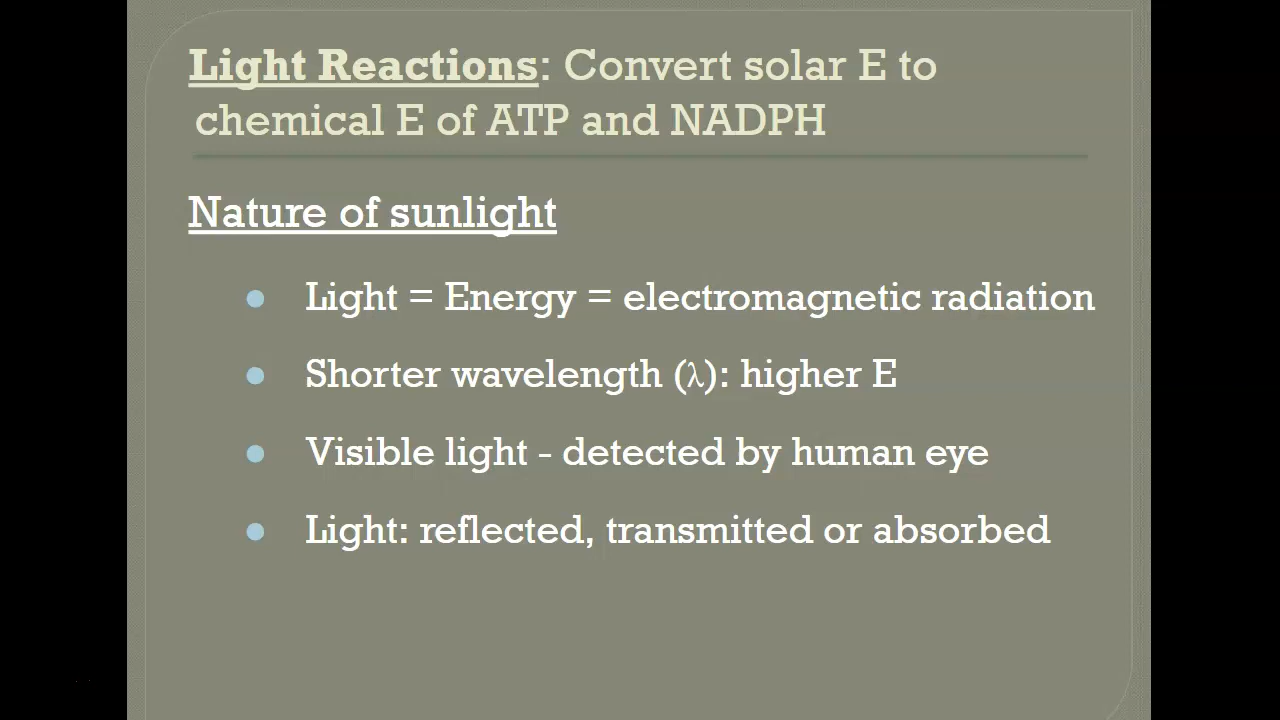 Light Reactions: Convert solar E to
chemical E of ATP and NADPH
Nature of sunlight
Light = Energy = electromagnetic radiation
Shorter wavelength (λ): higher E
Visible light - detected by human eye
Light: reflected, transmitted or absorbed